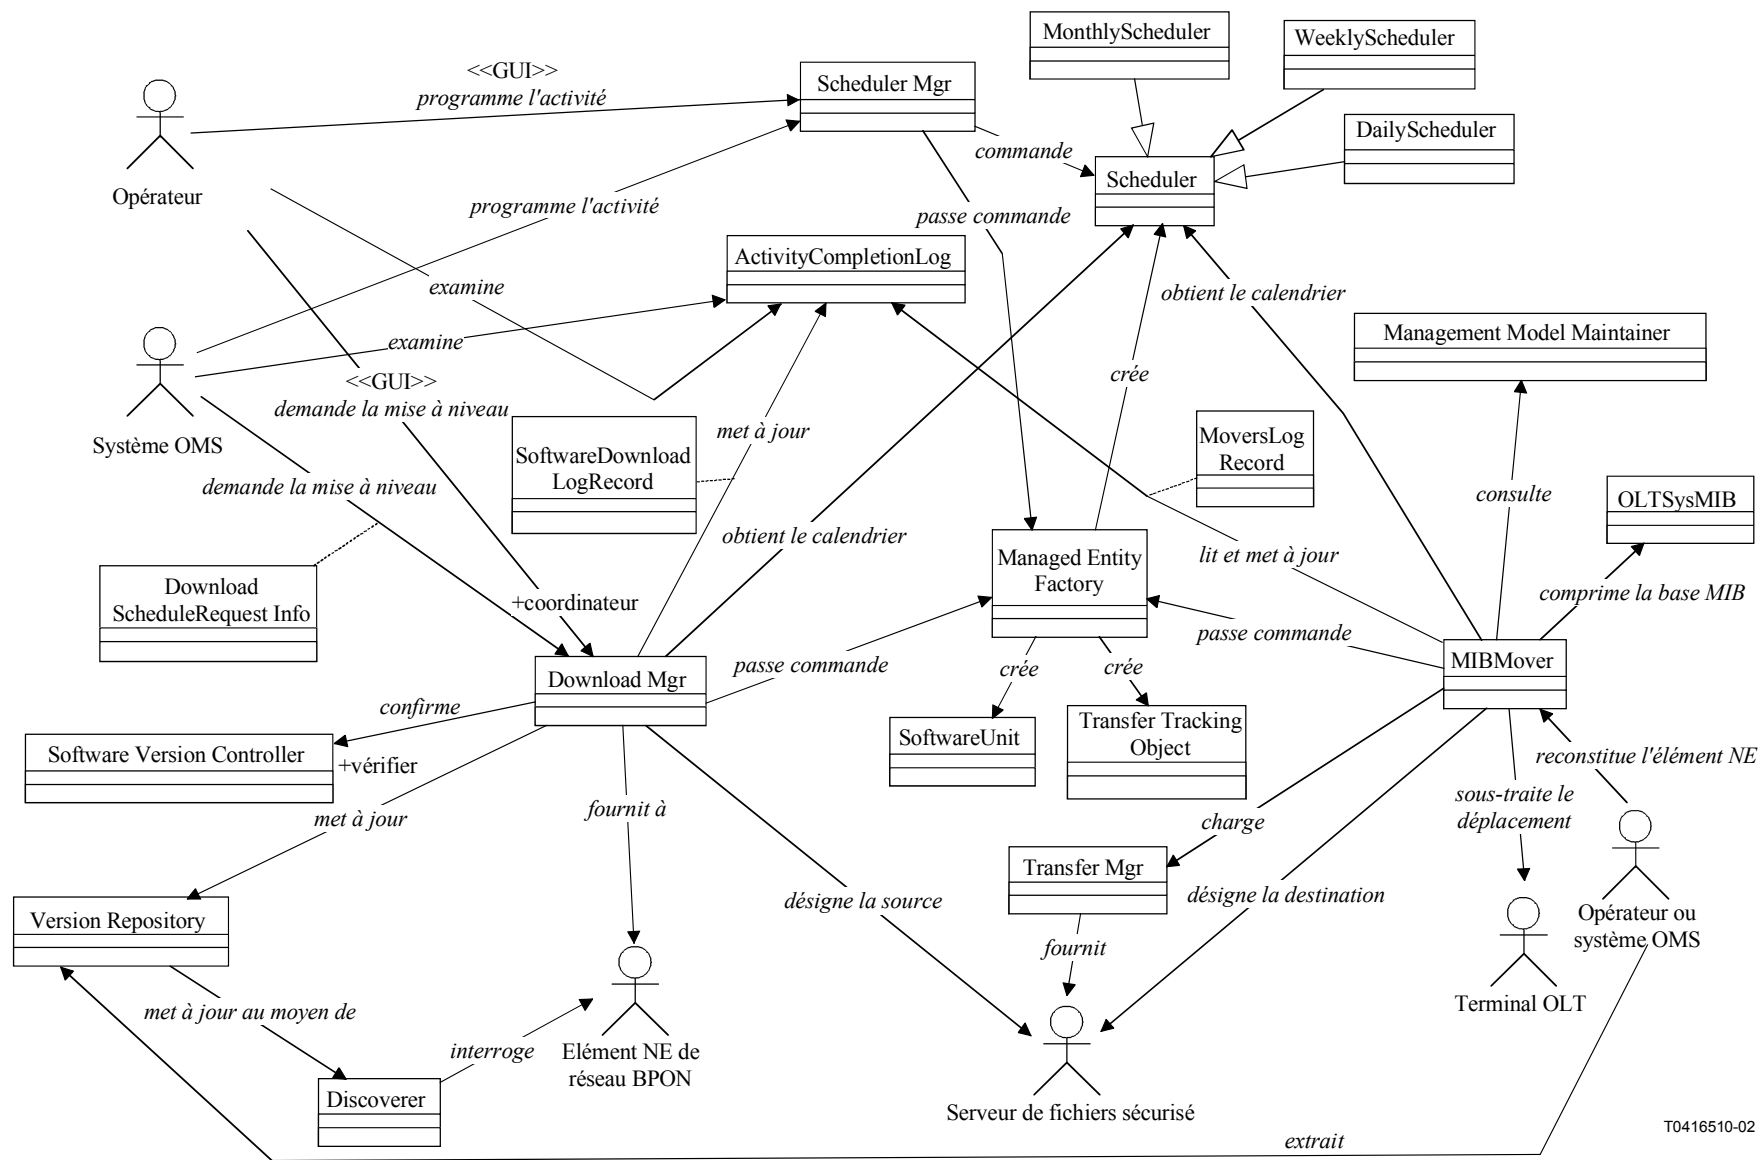 MonthlyScheduler
WeeklyScheduler
<<GUI>>
programme l'activité
Scheduler Mgr
DailyScheduler
commande
Scheduler
Opérateur
programme l'activité
passe commande
ActivityCompletionLog
examine
obtient le calendrier
Management Model Maintainer
examine
crée
<<GUI>>
demande la mise à niveau
Système OMS
met à jour
MoversLog
Record
SoftwareDownload
LogRecord
demande la mise à niveau
consulte
OLTSysMIB
obtient le calendrier
Managed Entity
Factory
lit et met à jour
Download
ScheduleRequest Info
+coordinateur
comprime la base MIB
passe commande
passe commande
crée
crée
MIBMover
Download Mgr
confirme
Software Version Controller
+vérifier
SoftwareUnit
Transfer Tracking
Object
reconstitue l'élément NE
met à jour
fournit à
charge
sous-traite le
déplacement
Transfer Mgr
Version Repository
désigne la source
désigne la destination
Opérateur ou
système OMS
fournit
met à jour au moyen de
Terminal OLT
interroge
Elément NE de
réseau BPON
Discoverer
Serveur de fichiers sécurisé
extrait
T0416510-02